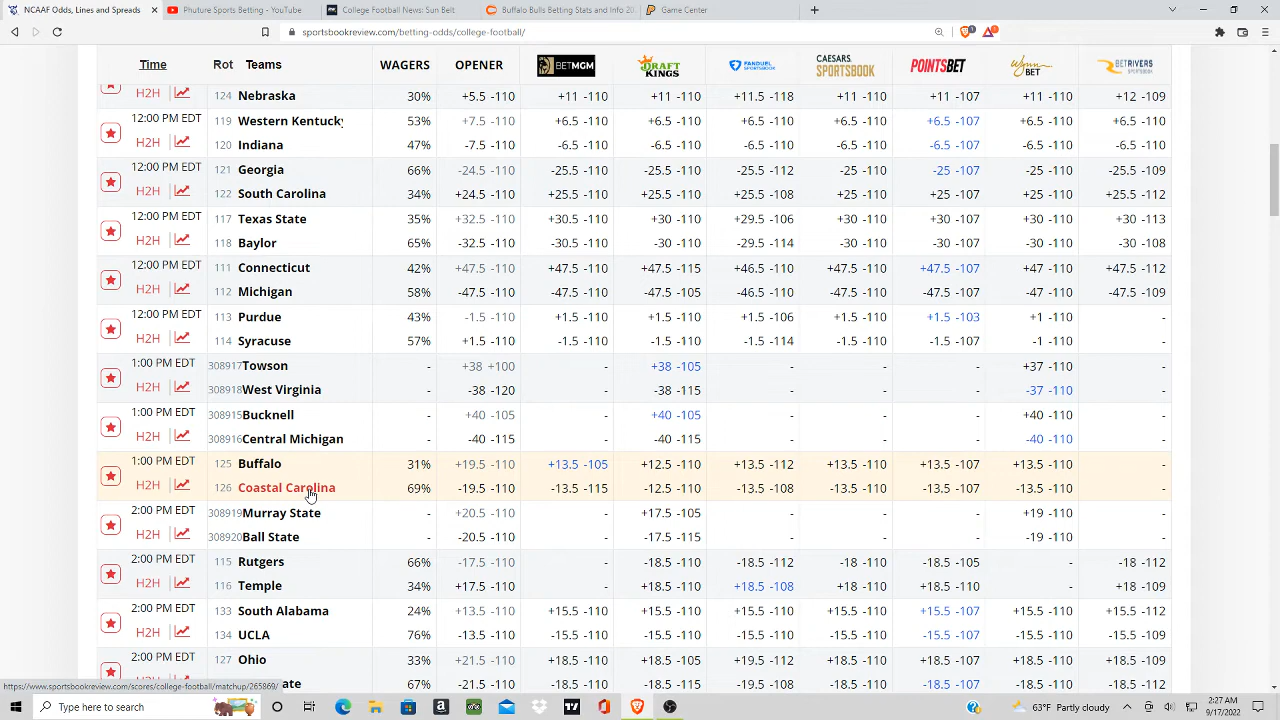 NCAAF Odds, Lines and Spreads
Phuture Sports Betting - YouTube
College Football News: Sun Belt
Buffalo Bulls Betting Stats and Info 20
Game Center
sportsbookreview.com/betting-odds/college-football/
Time Rot Teams WAGERS OPENER BETMGM DRAFT KINGS FANDUEL SPORTSBOOK CAESARS SPORTSBOOK POINTSBET wynn BET BETRIVERS SPORTSBOOK
H2H 124 Nebraska 30% +5.5 -110 +11 -110 +11 -110 +11.5 -118 +11 -110 +11 -107 +11 -110 +12 -109
12:00 PM EDT 119 Western Kentucky 53% +7.5 -110 +6.5 -110 +6.5 -110 +6.5 -110 +6.5 -110 +6.5 -107 +6.5 -110 +6.5 -110
H2H 120 Indiana 47% -7.5 -110 -6.5 -110 -6.5 -110 -6.5 -110 -6.5 -110 -6.5 -107 -6.5 -110 -6.5 -110
12:00 PM EDT 121 Georgia 66% -24.5 -110 -25.5 -110 -25.5 -110 -25.5 -112 -25 -110 -25 -107 -25 -110 -25.5 -109
H2H 122 South Carolina 34% +24.5 -110 +25.5 -110 +25.5 -110 +25.5 -108 +25 -110 +25 -107 +25 -110 +25.5 -112
12:00 PM EDT 117 Texas State 35% +32.5 -110 +30.5 -110 +30 -110 +29.5 -106 +30 -110 +30 -107 +30 -110 +30 -113
H2H 118 Baylor 65% -32.5 -110 -30.5 -110 -30 -110 -29.5 -114 -30 -110 -30 -107 -30 -110 -30 -108
12:00 PM EDT 111 Connecticut 42% +47.5 -110 +47.5 -110 +47.5 -115 +46.5 -110 +47.5 -110 +47.5 -107 +47 -110 +47.5 -112
H2H 112 Michigan 58% -47.5 -110 -47.5 -110 -47.5 -105 -46.5 -110 -47.5 -110 -47.5 -107 -47 -110 -47.5 -109
12:00 PM EDT 113 Purdue 43% -1.5 -110 +1.5 -110 +1.5 -110 +1.5 -106 +1.5 -110 +1.5 -103 +1 -110 -
H2H 114 Syracuse 57% +1.5 -110 -1.5 -110 -1.5 -110 -1.5 -114 -1.5 -110 -1.5 -107 -1 -110 -
1:00 PM EDT 308917 Towson - +38 +100 - +38 -105 - - - +37 -110 -
H2H 308918 West Virginia - -38 -120 - -38 -115 - - - -37 -110 -
1:00 PM EDT 308915 Bucknell - +40 -105 - +40 -105 - - - +40 -110 -
H2H 308916 Central Michigan - -40 -115 - -40 -115 - - - -40 -110 -
1:00 PM EDT 125 Buffalo 31% +19.5 -110 +13.5 -105 +12.5 -110 +13.5 -112 +13.5 -110 +13.5 -107 +13.5 -110 -
H2H 126 Coastal Carolina 69% -19.5 -110 -13.5 -115 -12.5 -110 -13.5 -108 -13.5 -110 -13.5 -107 -13.5 -110 -
2:00 PM EDT 308919 Murray State - +20.5 -110 - +17.5 -105 - - - +19 -110 -
H2H 308920 Ball State - -20.5 -110 - -17.5 -115 - - - -19 -110 -
2:00 PM EDT 115 Rutgers 66% -17.5 -110 - -18.5 -110 -18.5 -112 -18 -110 -18.5 -105 - -18 -112
H2H 116 Temple 34% +17.5 -110 - +18.5 -110 +18.5 -108 +18 -110 +18.5 -110 - +18 -109
2:00 PM EDT 133 South Alabama 24% +13.5 -110 +15.5 -110 +15.5 -110 +15.5 -110 +15.5 -110 +15.5 -107 +15.5 -110 +15.5 -112
H2H 134 UCLA 76% -13.5 -110 -15.5 -110 -15.5 -110 -15.5 -110 -15.5 -110 -15.5 -107 -15.5 -110 -15.5 -109
2:00 PM EDT 127 Ohio 33% +21.5 -110 +18.5 -110 +18.5 -105 +19.5 -112 +18.5 -110 +18.5 -107 +18.5 -110 +18.5 -110
ate 67% -21.5 -110 -18.5 -110 -18.5 -115 -19.5 -108 -18.5 -110 -18.5 -107 -18.5 -110 -18.5 -110
https://www.sportsbookreview.com/scores/college-football/matchup/265969/
Type here to search
63°F Partly cloudy
2:27 AM
9/17/2022